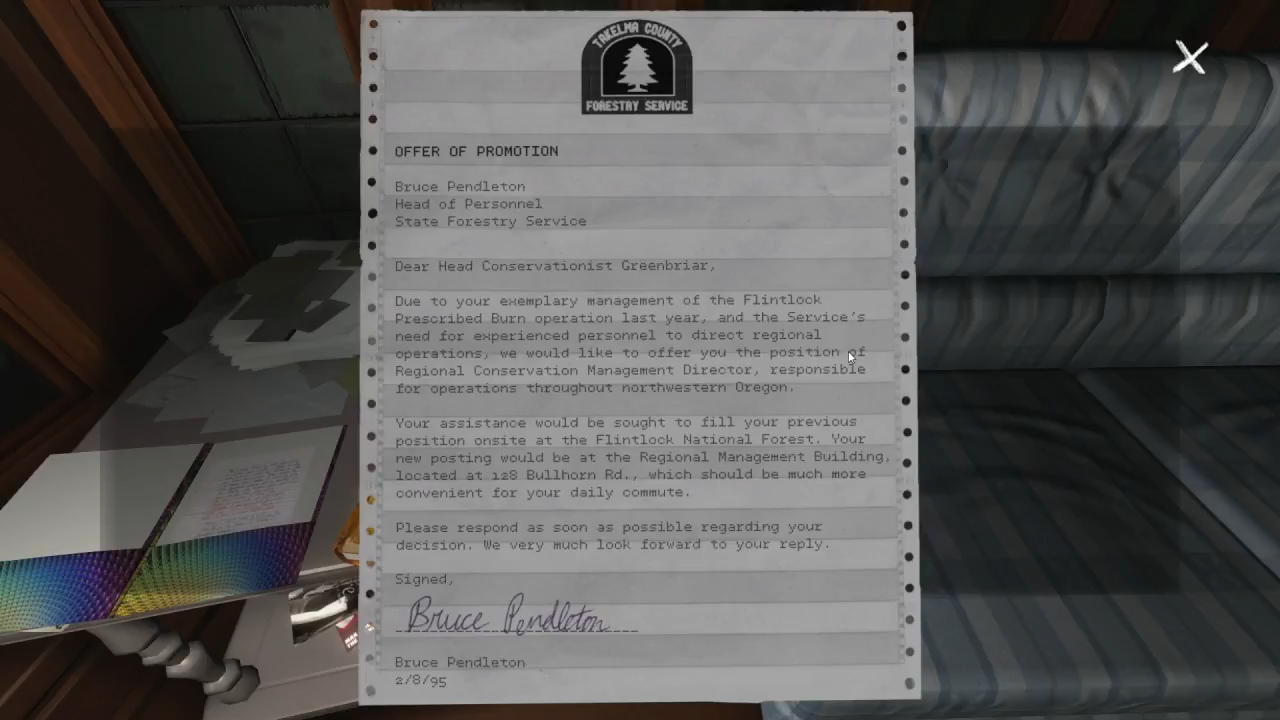 TAKELMA COUNTY
FORESTRY SERVICE
OFFER OF PROMOTION
Bruce Pendleton
Head of Personnel
State Forestry Service
Dear Head Conservationist Greenbriar,
Due to your exemplary management of the Flintlock
Prescribed Burn operation last year, and the Service's
need for experienced personnel to direct regional
operations, we would like to offer you the position of
Regional Conservation Management Director, responsible
for operations throughout northwestern Oregon.
Your assistance would be sought to fill your previous
position onsite at the Flintlock National Forest. Your
new posting would be at the Regional Management Building,
located at 128 Bullhorn Rd., which should be much more
convenient for your daily commute.
Please respond as soon as possible regarding your
decision. We very much look forward to your reply.
Signed,
Bruce Pendleton
Bruce Pendleton
2/8/95